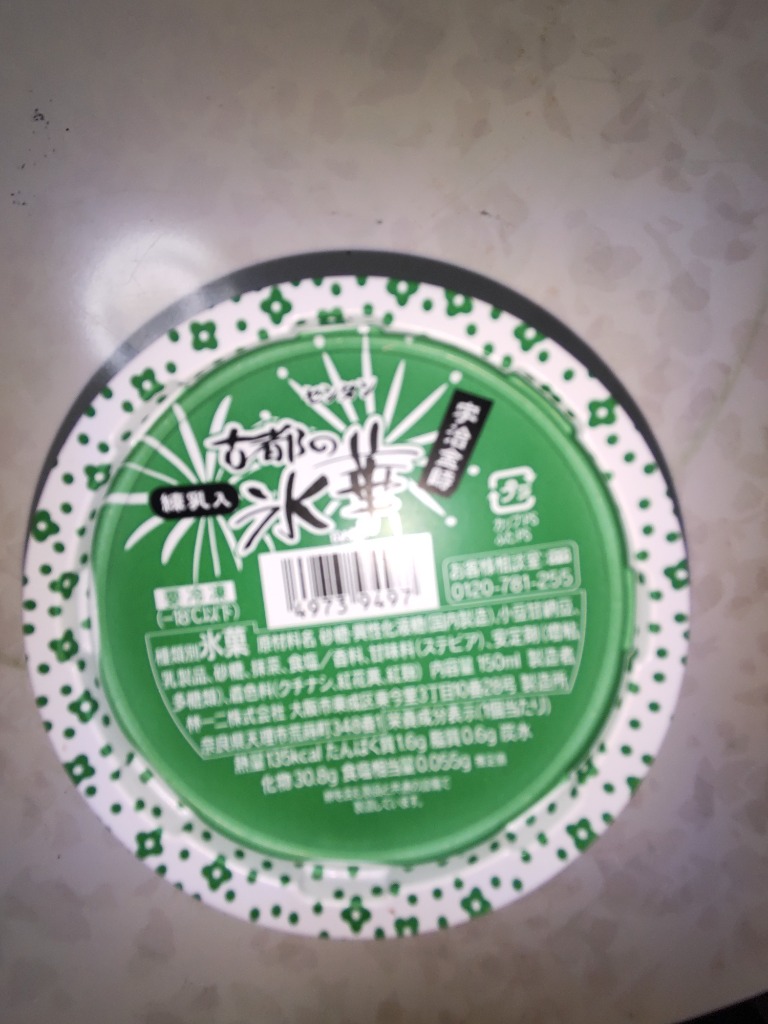 センタン
古都の
氷華
宇治金時
練乳入
プラ
カップ:PS
ふた:PS
4973 9497
お客様相談室
0120-781-255
要冷凍
(-18℃以下)
種類別 氷菓 原材料名 砂糖・異性化液糖(国内製造)、小豆甘納豆、
乳製品、砂糖、抹茶、食塩/香料、甘味料(ステビア)、安定剤(増粘
多糖類)、着色料(クチナシ、紅花黄、紅麹) 内容量 150ml 製造者
林一二株式会社 大阪市東成区東今里3丁目10番28号 製造所
奈良県天理市荒蒔町348番1 栄養成分表示(1個当たり)
熱量 135kcal たんぱく質 1.6g 脂質 0.6g 炭水
化物 30.8g 食塩相当量 0.055g